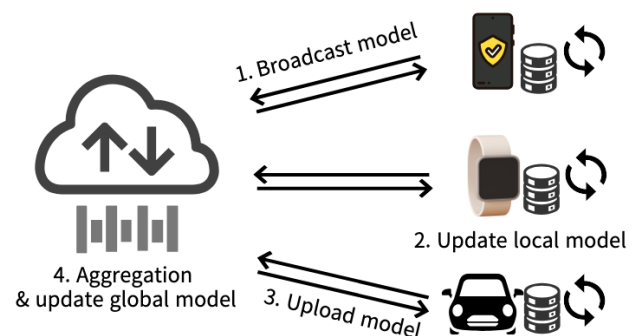 1. Broadcast model
2. Update local model
3. Upload model
4. Aggregation
& update global model